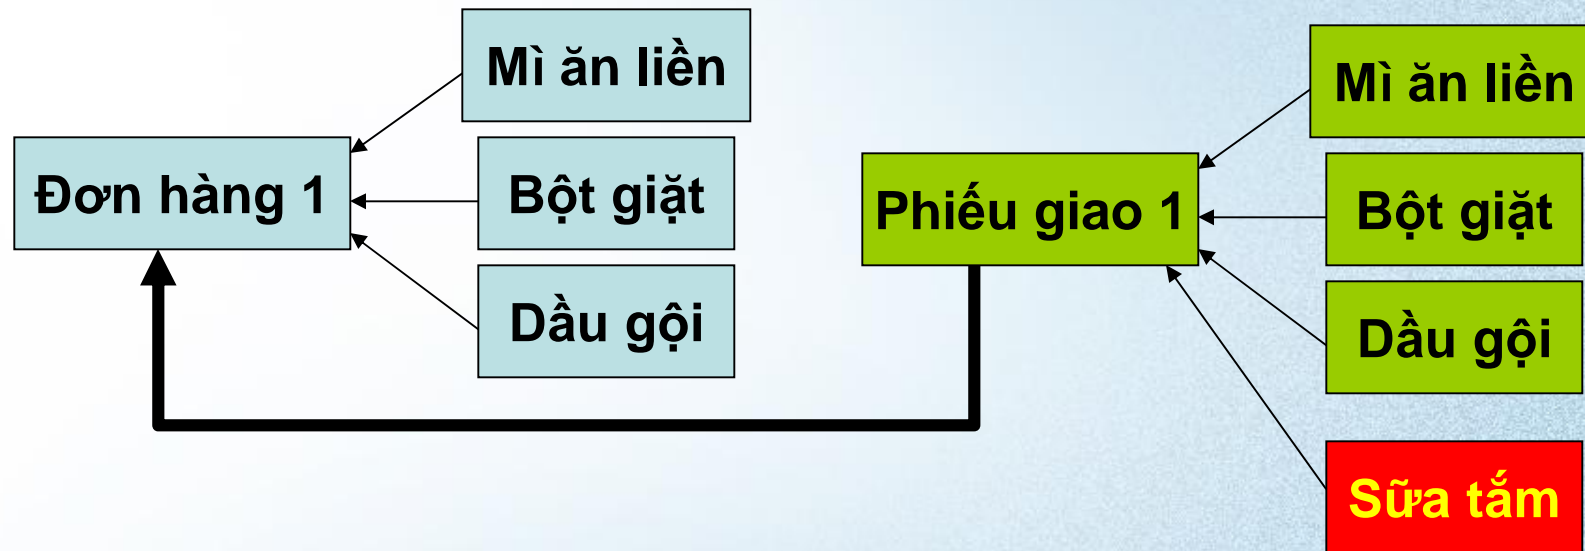 Mì ăn liền
Đơn hàng 1
Bột giặt
Dầu gội
Mì ăn liền
Phiếu giao 1
Bột giặt
Dầu gội
Sữa tắm